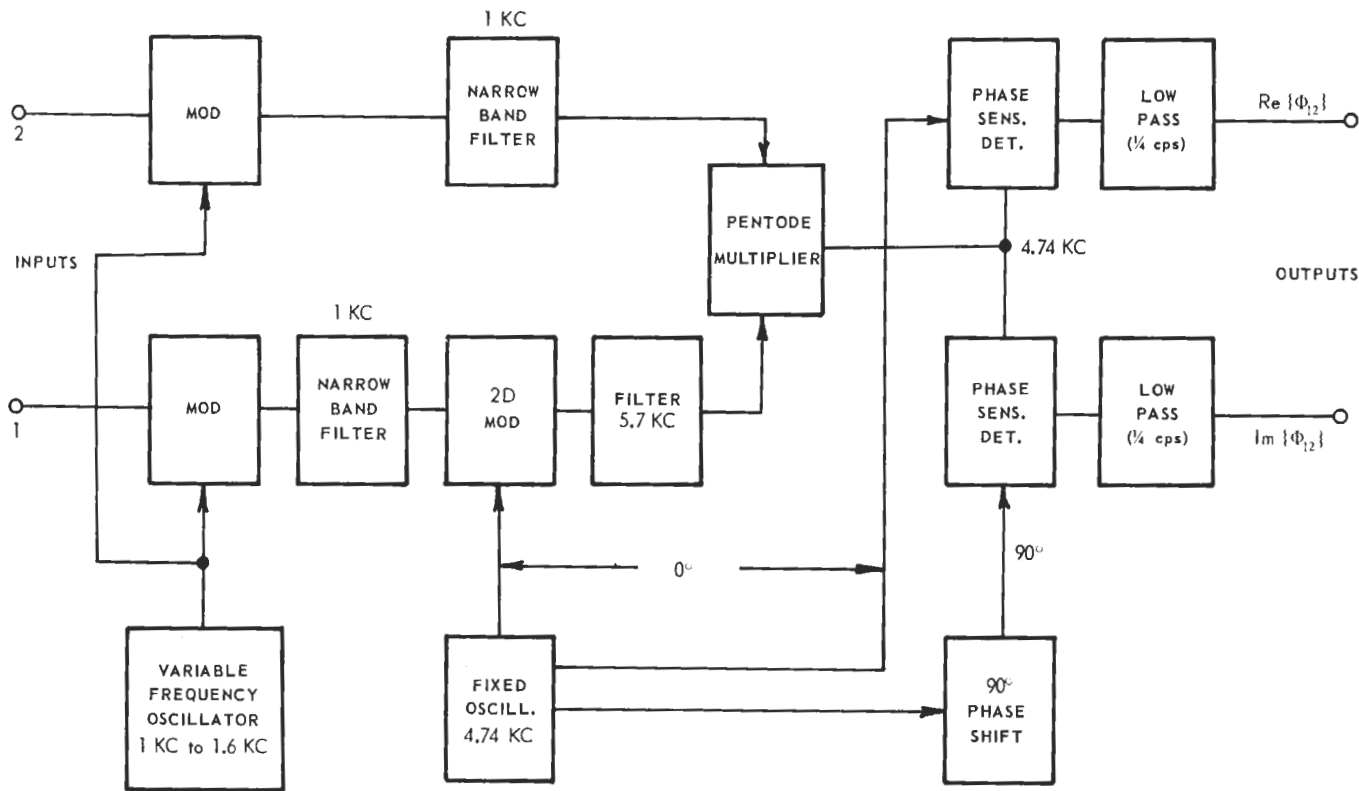 1 KC
MOD
NARROW
BAND
FILTER
PHASE
SENS.
DET.
LOW
PASS
(¼ cps)
Re {Φ12}
2
PENTODE
MULTIPLIER
INPUTS
4.74 KC
OUTPUTS
1 KC
MOD
NARROW
BAND
FILTER
2D
MOD
FILTER
5.7 KC
PHASE
SENS.
DET.
LOW
PASS
(¼ cps)
Im {Φ12}
1
0°
90°
VARIABLE
FREQUENCY
OSCILLATOR
1 KC to 1.6 KC
FIXED
OSCILL.
4.74 KC
90°
PHASE
SHIFT